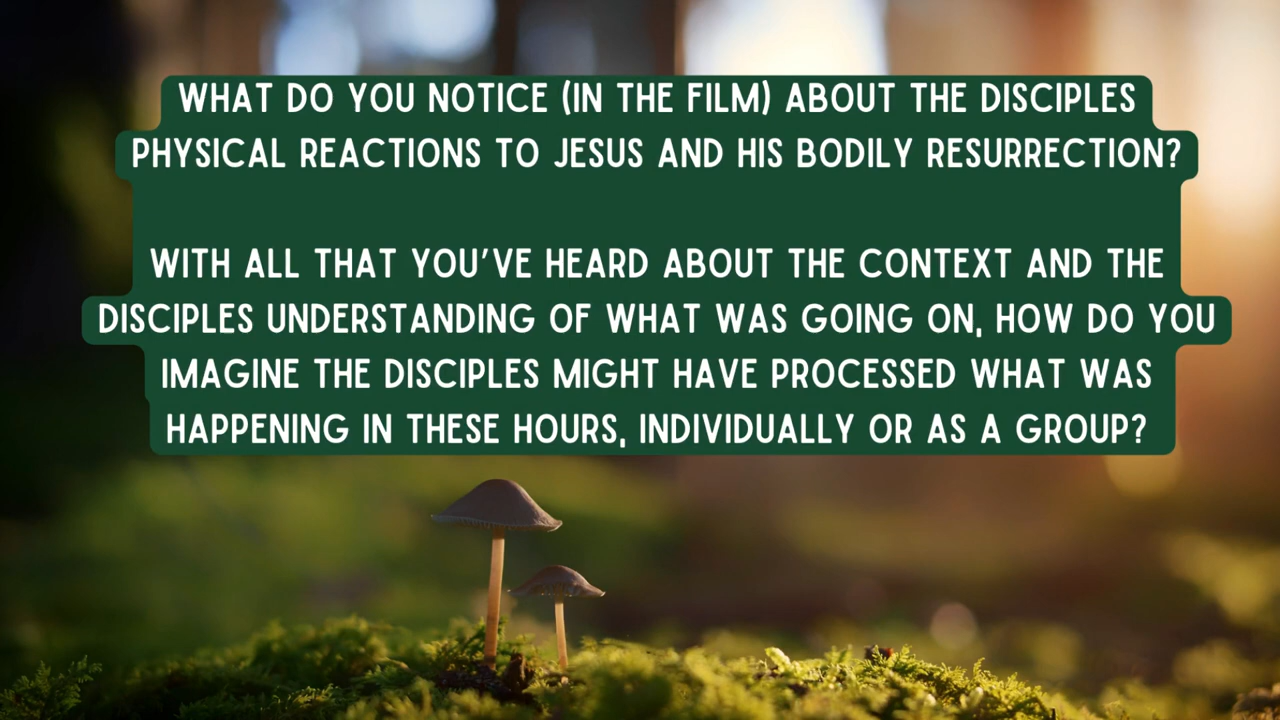 WHAT DO YOU NOTICE (IN THE FILM) ABOUT THE DISCIPLES
PHYSICAL REACTIONS TO JESUS AND HIS BODILY RESURRECTION?
WITH ALL THAT YOU'VE HEARD ABOUT THE CONTEXT AND THE
DISCIPLES UNDERSTANDING OF WHAT WAS GOING ON, HOW DO YOU
IMAGINE THE DISCIPLES MIGHT HAVE PROCESSED WHAT WAS
HAPPENING IN THESE HOURS, INDIVIDUALLY OR AS A GROUP?